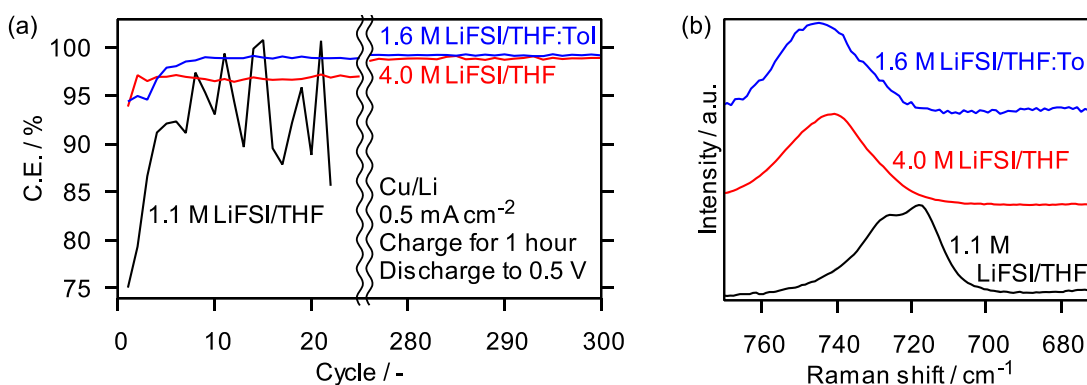 (a)
100
95
90
85
80
75
C.E. / %
1.6 M LiFSI/THF:Tol
4.0 M LiFSI/THF
1.1 M LiFSI/THF
Cu/Li
0.5 mA cm-2
Charge for 1 hour
Discharge to 0.5 V
0 10 20 280 290 300
Cycle / -
(b)
Intensity / a.u.
1.6 M LiFSI/THF:To
4.0 M LiFSI/THF
1.1 M
LiFSI/THF
760 740 720 700 680
Raman shift / cm-1